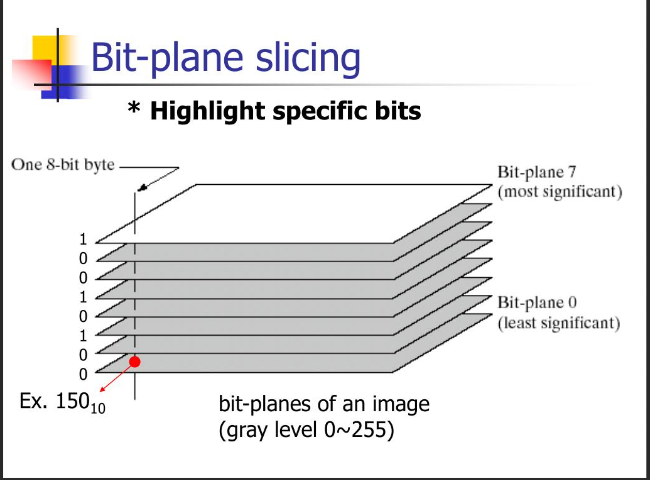 Bit-plane slicing
* Highlight specific bits
One 8-bit byte
Bit-plane 7
(most significant)
1
0
0
1
0
1
0
0
Bit-plane 0
(least significant)
Ex. 150₁₀
bit-planes of an image
(gray level 0~255)